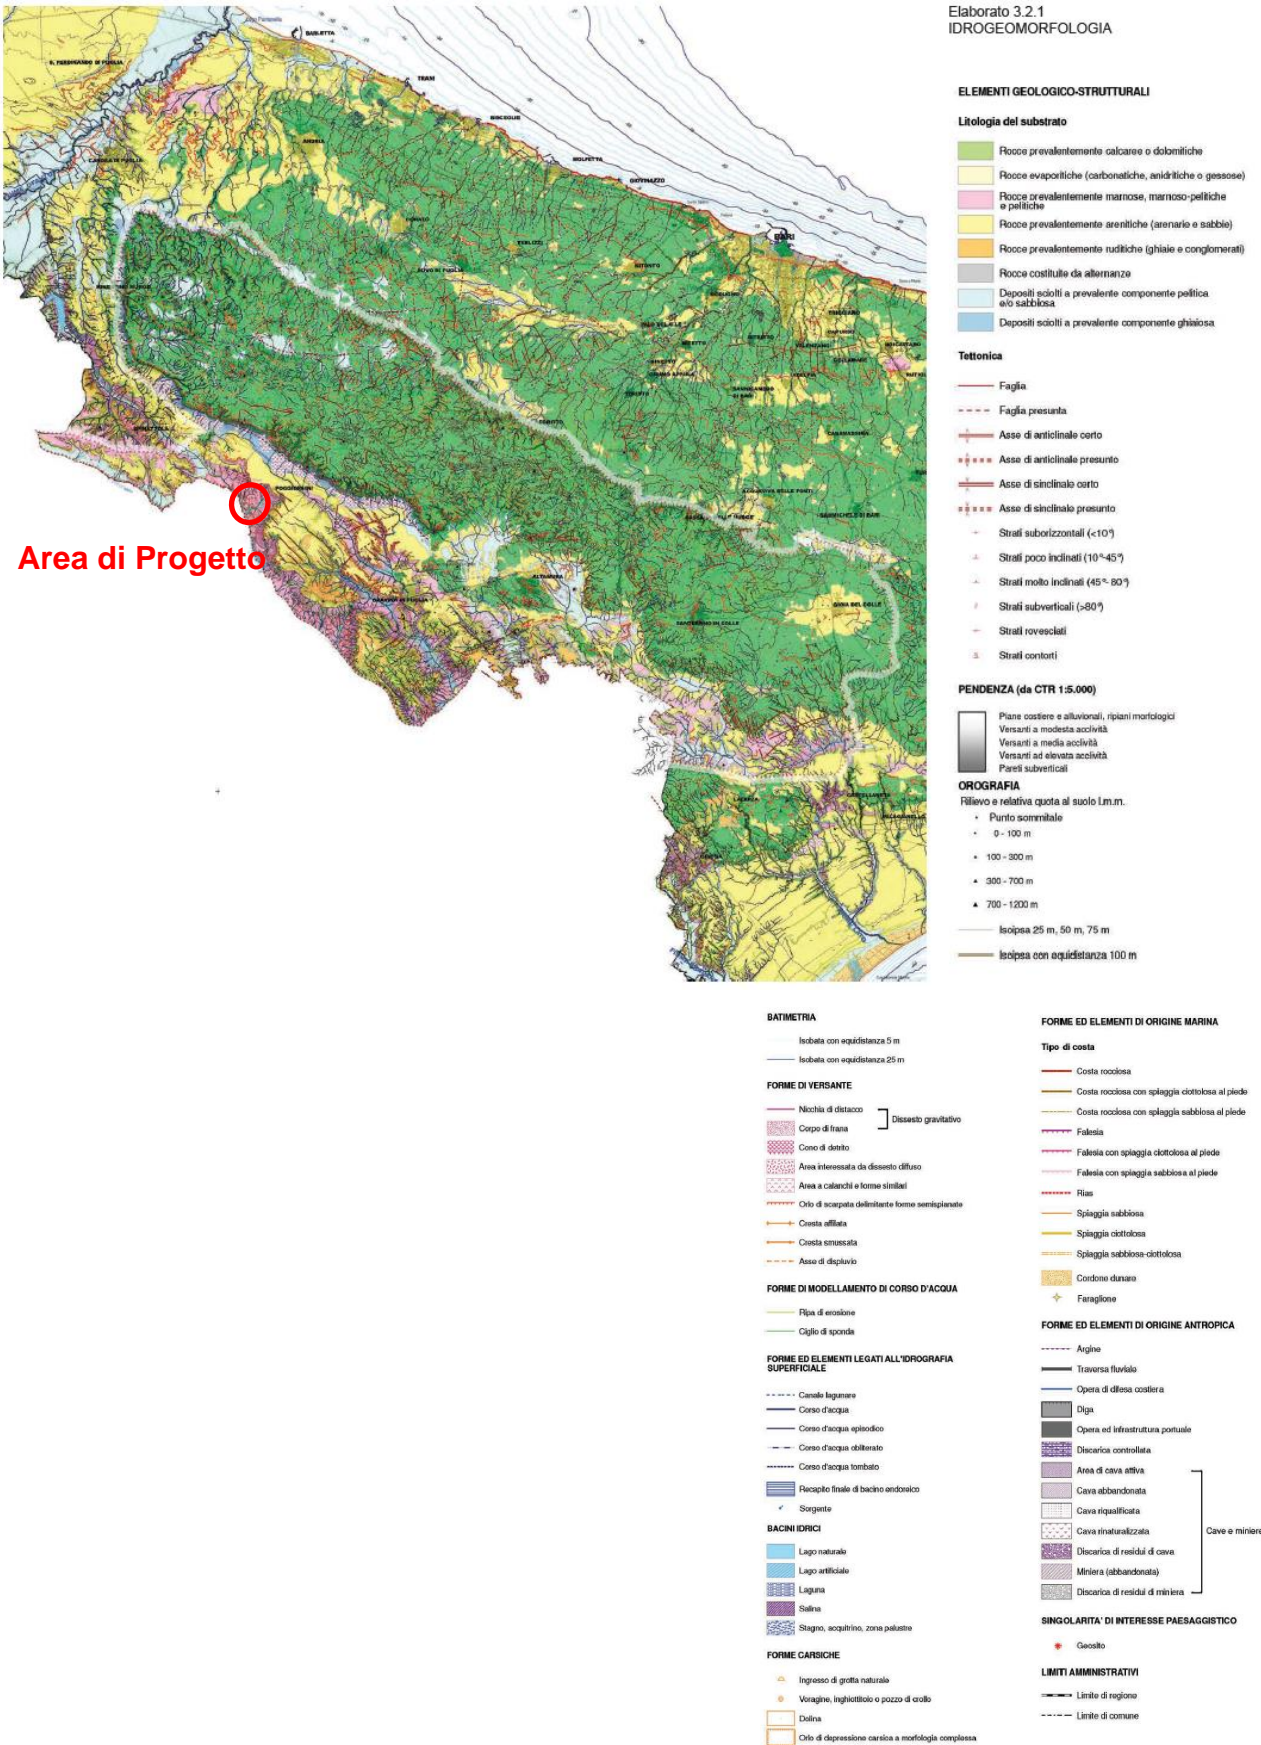 Elaborato 3.2.1
IDROGEOMORFOLOGIA
BARLETTA
S. FERDINANDO DI PUGLIA
TRANI
BISCEGLIE
ANDRIA
CANOSA DI PUGLIA
MOLFETTA
GIOVINAZZO
CORATO
BARI
TERLIZZI
RUVO DI PUGLIA
BITONTO
TORITTO
SPINAZZOLA
POGGIORSINI
Area di Progetto
ALTAMURA
GRAVINA IN PUGLIA
SANTERAMO IN COLLE
GIOIA DEL COLLE
ACQUAVIVA DELLE FONTI
SAMMICHELE DI BARI
CASAMASSIMA
LATERZA
CASTELLANETA
GINOSA
ELEMENTI GEOLOGICO-STRUTTURALI
Litologia del substrato
Rocce prevalentemente calcaree o dolomitiche
Rocce evaporitiche (carbonatiche, anidritiche o gessose)
Rocce prevalentemente marnose, marnoso-pelitiche
e pelitiche
Rocce prevalentemente arenitiche (arenarie e sabbie)
Rocce prevalentemente ruditiche (ghiaie e conglomerati)
Rocce costituite da alternanze
Depositi sciolti a prevalente componente pelitica
e/o sabbiosa
Depositi sciolti a prevalente componente ghiaiosa
Tettonica
Faglia
Faglia presunta
Asse di anticlinale certo
Asse di anticlinale presunto
Asse di sinclinale certo
Asse di sinclinale presunto
Strati suborizzontali (<10°)
Strati poco inclinati (10°-45°)
Strati molto inclinati (45°- 80°)
Strati subverticali (>80°)
Strati rovesciati
Strati contorti
PENDENZA (da CTR 1:5.000)
Piane costiere e alluvionali, ripiani morfologici
Versanti a modesta acclività
Versanti a media acclività
Versanti ad elevata acclività
Pareti subverticali
OROGRAFIA
Rilievo e relativa quota al suolo l.m.m.
Punto sommitale
0 - 100 m
100 - 300 m
300 - 700 m
700 - 1200 m
Isoipsa 25 m, 50 m, 75 m
Isoipsa con equidistanza 100 m
BATIMETRIA
Isobata con equidistanza 5 m
Isobata con equidistanza 25 m
FORME DI VERSANTE
Nicchia di distacco
Corpo di frana
Dissesto gravitativo
Cono di detrito
Area interessata da dissesto diffuso
Area a calanchi e forme similari
Orlo di scarpata delimitante forme semispianate
Cresta affilata
Cresta smussata
Asse di displuvio
FORME DI MODELLAMENTO DI CORSO D'ACQUA
Ripa di erosione
Ciglio di sponda
FORME ED ELEMENTI LEGATI ALL'IDROGRAFIA
SUPERFICIALE
Canale lagunare
Corso d'acqua
Corso d'acqua episodico
Corso d'acqua obliterato
Corso d'acqua tombato
Recapito finale di bacino endoreico
Sorgente
BACINI IDRICI
Lago naturale
Lago artificiale
Laguna
Salina
Stagno, acquitrino, zona palustre
FORME CARSICHE
Ingresso di grotta naturale
Voragine, inghiottitoio o pozzo di crollo
Dolina
Orlo di depressione carsica a morfologia complessa
FORME ED ELEMENTI DI ORIGINE MARINA
Tipo di costa
Costa rocciosa
Costa rocciosa con spiaggia ciottolosa al piede
Costa rocciosa con spiaggia sabbiosa al piede
Falesia
Falesia con spiaggia ciottolosa al piede
Falesia con spiaggia sabbiosa al piede
Rias
Spiaggia sabbiosa
Spiaggia ciottolosa
Spiaggia sabbiosa-ciottolosa
Cordone dunare
Faraglione
FORME ED ELEMENTI DI ORIGINE ANTROPICA
Argine
Traversa fluviale
Opera di difesa costiera
Diga
Opera ed infrastruttura portuale
Discarica controllata
Area di cava attiva
Cava abbandonata
Cava riqualificata
Cava rinaturalizzata
Discarica di residui di cava
Miniera (abbandonata)
Discarica di residui di miniera
Cave e miniere
SINGOLARITA' DI INTERESSE PAESAGGISTICO
Geosito
LIMITI AMMINISTRATIVI
Limite di regione
Limite di comune